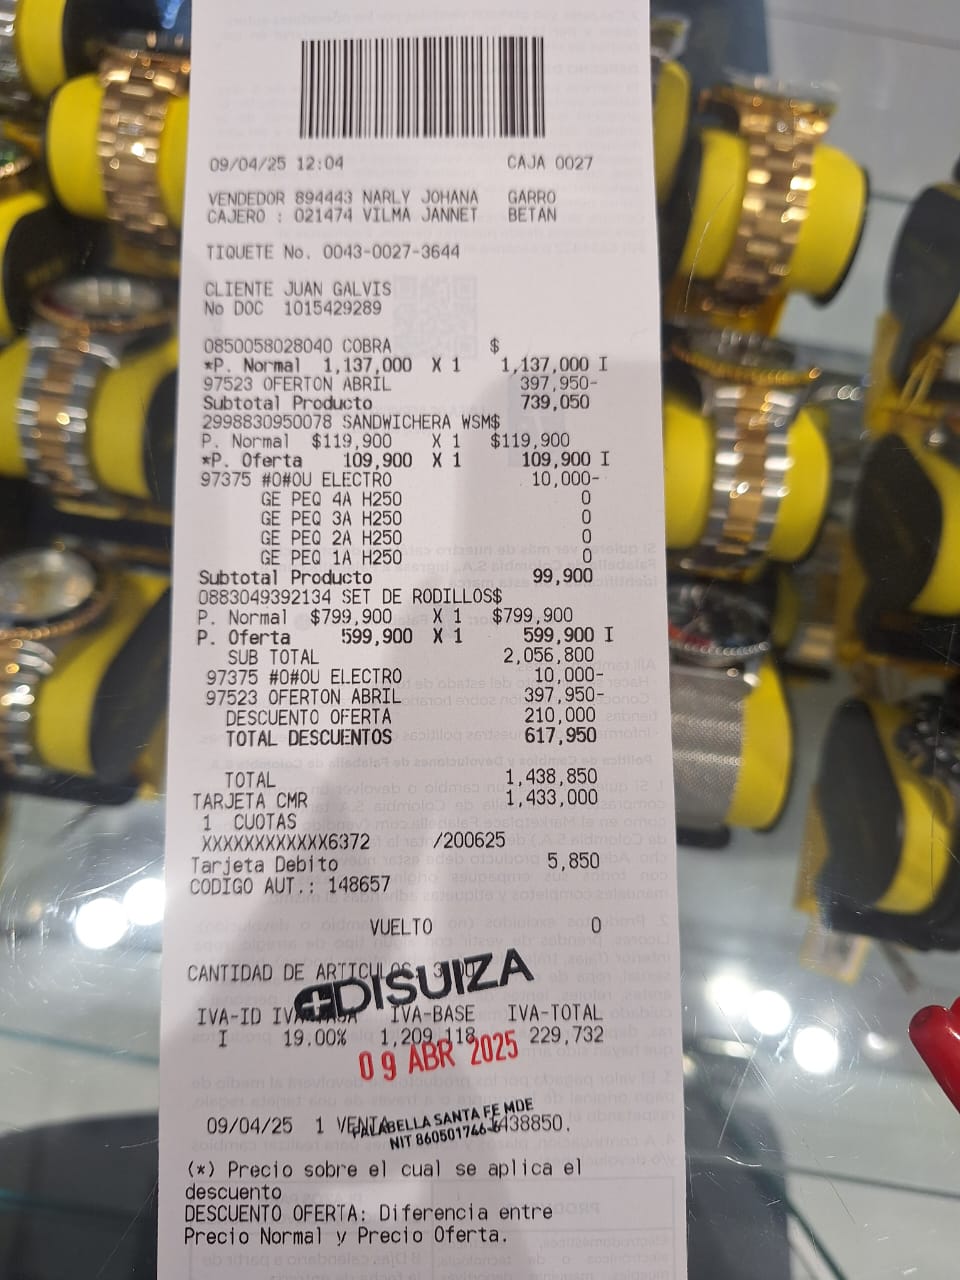 09/04/25 12:04 CAJA 0027
VENDEDOR 894443 NARLY JOHANA GARRO
CAJERO : 021474 VILMA JANNET BETAN
TIQUETE No. 0043-0027-3644
CLIENTE JUAN GALVIS
No DOC 1015429289
0850058028040 COBRA $
*P. Normal 1,137,000 X 1 1,137,000 I
97523 OFERTON ABRIL 397,950-
Subtotal Producto 739,050
2998830950078 SANDWICHERA WSM$
P. Normal $119,900 X 1 $119,900
*P. Oferta 109,900 X 1 109,900 I
97375 #O#OU ELECTRO 10,000-
GE PEQ 4A H250 0
GE PEQ 3A H250 0
GE PEQ 2A H250 0
GE PEQ 1A H250 0
Subtotal Producto 99,900
0883049392134 SET DE RODILLOS$
P. Normal $799,900 X 1 $799,900
P. Oferta 599,900 X 1 599,900 I
SUB TOTAL 2,056,800
97375 #O#OU ELECTRO 10,000-
97523 OFERTON ABRIL 397,950-
DESCUENTO OFERTA 210,000
TOTAL DESCUENTOS 617,950
TOTAL 1,438,850
TARJETA CMR 1,433,000
1 CUOTAS
XXXXXXXXXXXX6372 /200625
Tarjeta Debito 5,850
CODIGO AUT.: 148657
VUELTO 0
CANTIDAD DE
DISUIZA
IVA-ID IVA-BASE IVA-TOTAL
I 19.00% 1,209,118 229,732
09 ABR 2025
09/04/25 1 VENTA 438850.
FALABELLA SANTA FE MDE
NIT 860501746-6
(*) Precio sobre el cual se aplica el
descuento
DESCUENTO OFERTA: Diferencia entre
Precio Normal y Precio Oferta.